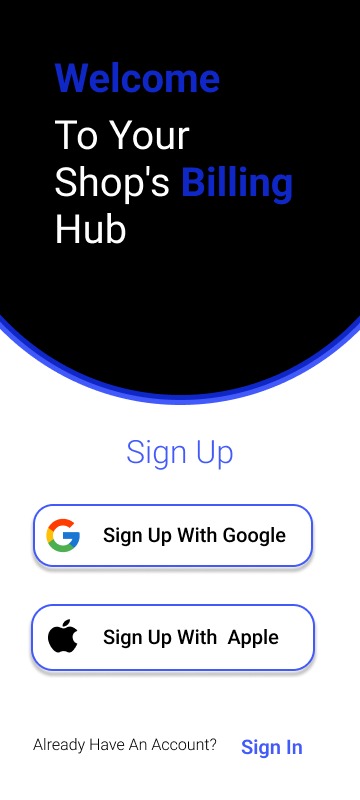 Welcome
To Your
Shop's Billing
Hub
Sign Up
Sign Up With Google
Sign Up With  Apple
Already Have An Account? Sign In